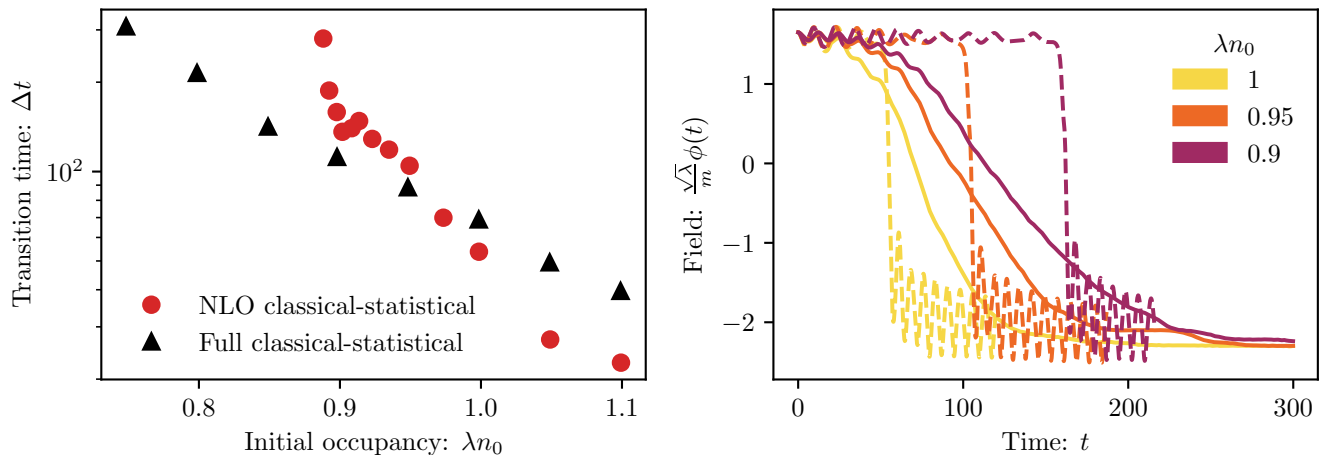 Transition time: Δt
10²
NLO classical-statistical
Full classical-statistical
0.8
0.9
1.0
1.1
Initial occupancy: λn₀
Field: √λ/m ϕ(t)
1
0
−1
−2
λn₀
1
0.95
0.9
0
100
200
300
Time: t